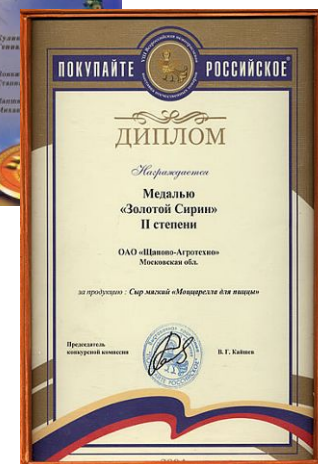 ПОКУПАЙТЕ РОССИЙСКОЕ
ДИПЛОМ
Награждается
Медалью
«Золотой Сирин»
II степени
ОАО «Щапово-Агротехно»
Московская обл.
за продукцию : Сыр мягкий «Моццарелла для пиццы»
Председатель
конкурсной комиссии
В. Г. Кайшев